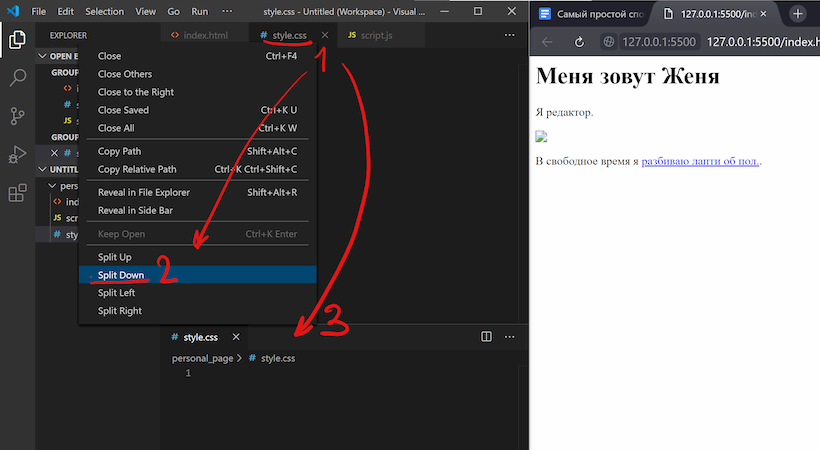 File Edit Selection View Go Run ... style.css - Untitled (Workspace) - Visual ...
EXPLORER
index.html
style.css
script.js
OPEN E
GROUP
GROUP
UNTITL
perso
ind
scr
sty
Close Ctrl+F4
Close Others
Close to the Right
Close Saved Ctrl+K U
Close All Ctrl+K W
Copy Path Shift+Alt+C
Copy Relative Path Ctrl+K Ctrl+Shift+C
Reveal in File Explorer Shift+Alt+R
Reveal in Side Bar
Keep Open Ctrl+K Enter
Split Up
Split Down
Split Left
Split Right
1
2
3
style.css
personal_page > # style.css
1
Самый простой спо
127.0.0.1:5500/inde
127.0.0.1:5500 127.0.0.1:5500/index.h
Меня зовут Женя
Я редактор.
В свободное время я разбиваю лапти об пол..